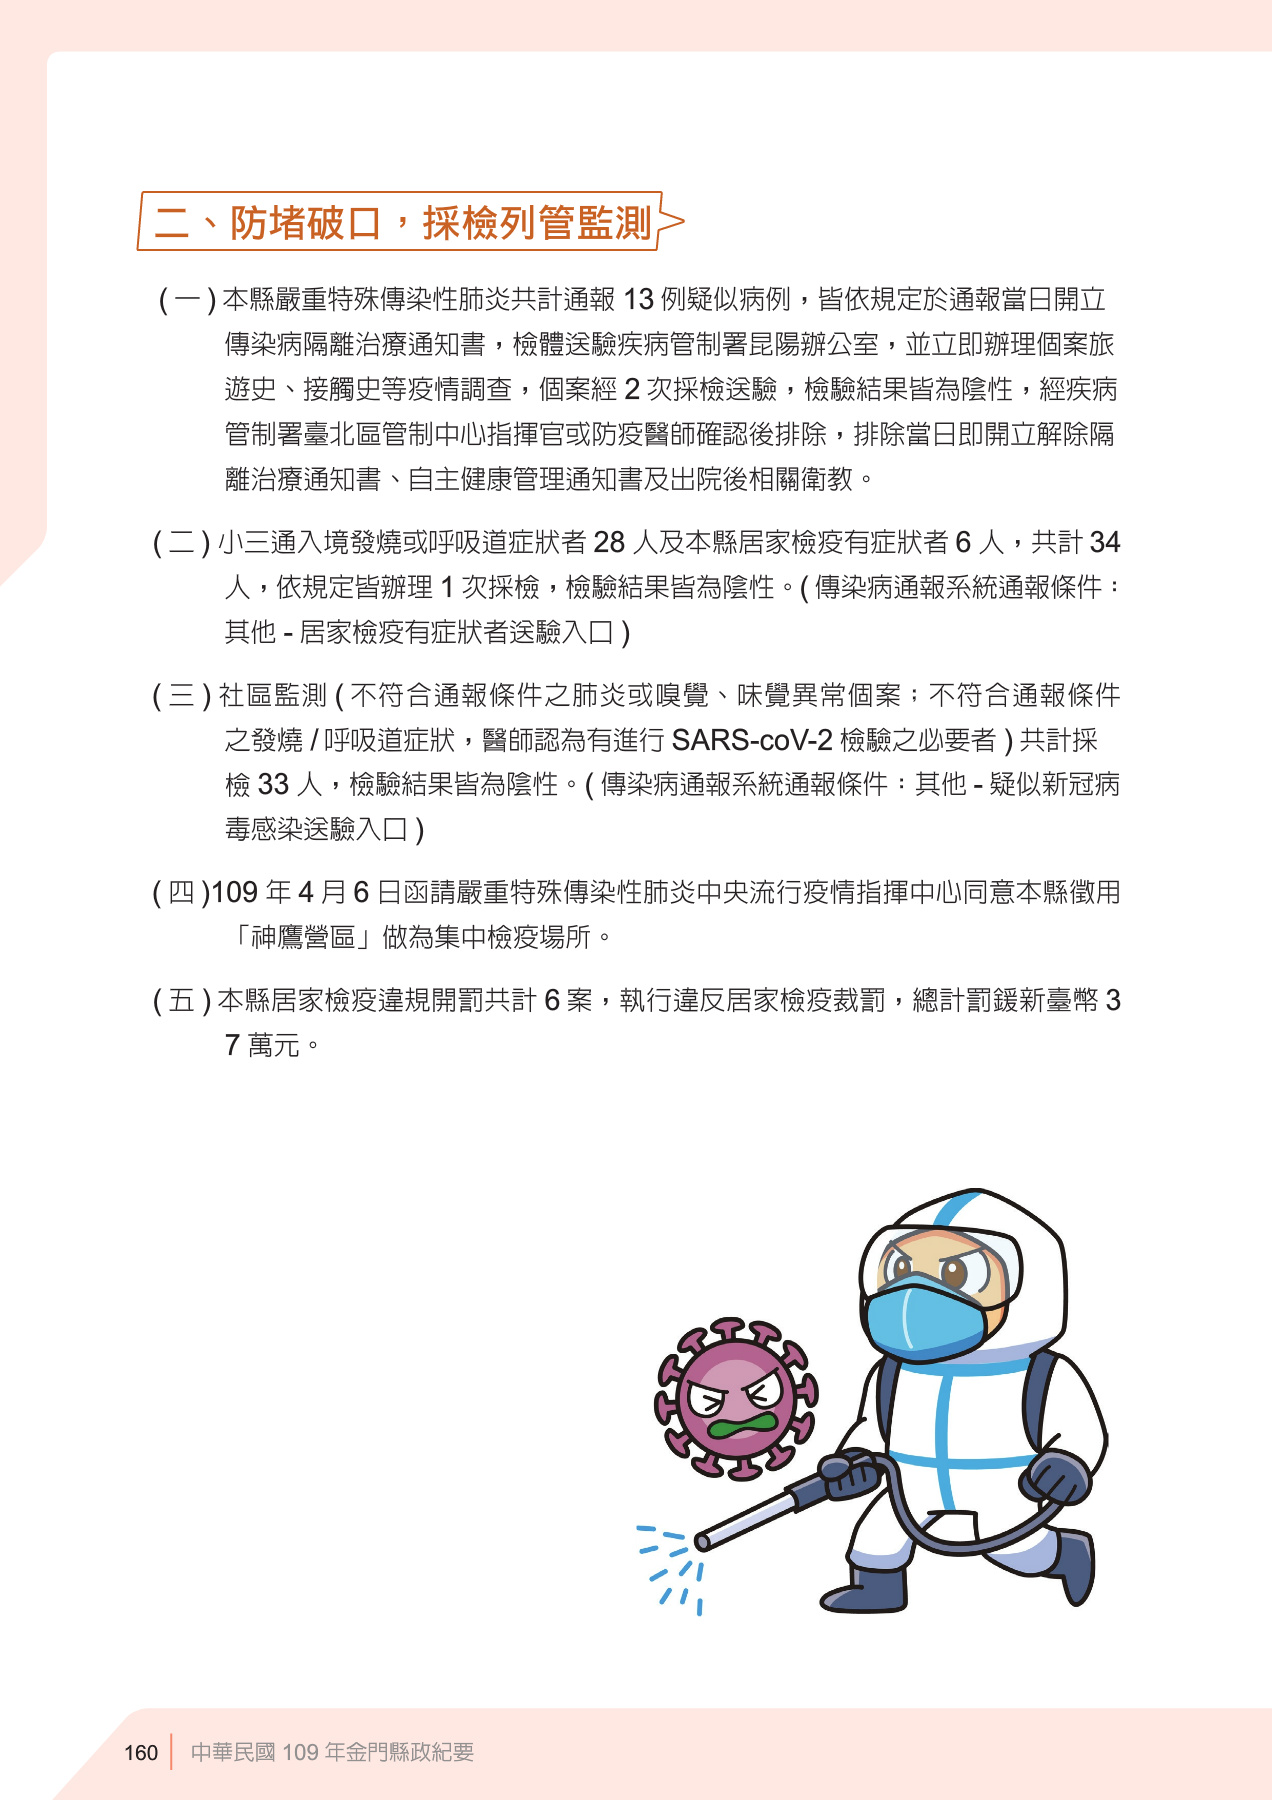 二、防堵破口，採檢列管監測
( 一 ) 本縣嚴重特殊傳染性肺炎共計通報 13 例疑似病例，皆依規定於通報當日開立
傳染病隔離治療通知書，檢體送驗疾病管制署昆陽辦公室，並立即辦理個案旅
遊史、接觸史等疫情調查，個案經 2 次採檢送驗，檢驗結果皆為陰性，經疾病
管制署臺北區管制中心指揮官或防疫醫師確認後排除，排除當日即開立解除隔
離治療通知書、自主健康管理通知書及出院後相關衛教。
( 二 ) 小三通入境發燒或呼吸道症狀者 28 人及本縣居家檢疫有症狀者 6 人，共計 34
人，依規定皆辦理 1 次採檢，檢驗結果皆為陰性。( 傳染病通報系統通報條件：
其他 - 居家檢疫有症狀者送驗入口 )
( 三 ) 社區監測 ( 不符合通報條件之肺炎或嗅覺、味覺異常個案；不符合通報條件
之發燒 / 呼吸道症狀，醫師認為有進行 SARS-coV-2 檢驗之必要者 ) 共計採
檢 33 人，檢驗結果皆為陰性。( 傳染病通報系統通報條件：其他 - 疑似新冠病
毒感染送驗入口 )
( 四 )109 年 4 月 6 日函請嚴重特殊傳染性肺炎中央流行疫情指揮中心同意本縣徵用
「神鷹營區」做為集中檢疫場所。
( 五 ) 本縣居家檢疫違規開罰共計 6 案，執行違反居家檢疫裁罰，總計罰鍰新臺幣 3
7 萬元。
160 中華民國 109 年金門縣政紀要